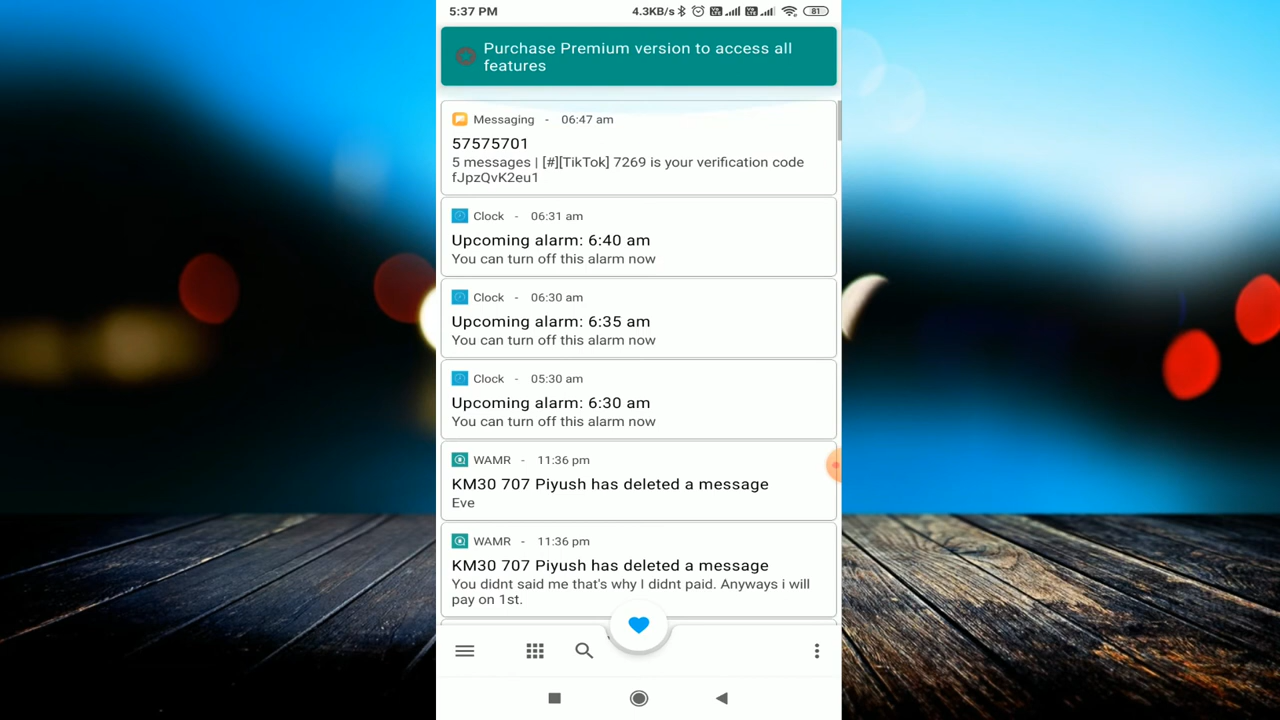 5:37 PM
4.3KB/s
81
Purchase Premium version to access all
features
Messaging - 06:47 am
57575701
5 messages | [#][TikTok] 7269 is your verification code
fJpzQvK2eu1
Clock - 06:31 am
Upcoming alarm: 6:40 am
You can turn off this alarm now
Clock - 06:30 am
Upcoming alarm: 6:35 am
You can turn off this alarm now
Clock - 05:30 am
Upcoming alarm: 6:30 am
You can turn off this alarm now
WAMR - 11:36 pm
KM30 707 Piyush has deleted a message
Eve
WAMR - 11:36 pm
KM30 707 Piyush has deleted a message
You didnt said me that's why I didnt paid. Anyways i will
pay on 1st.